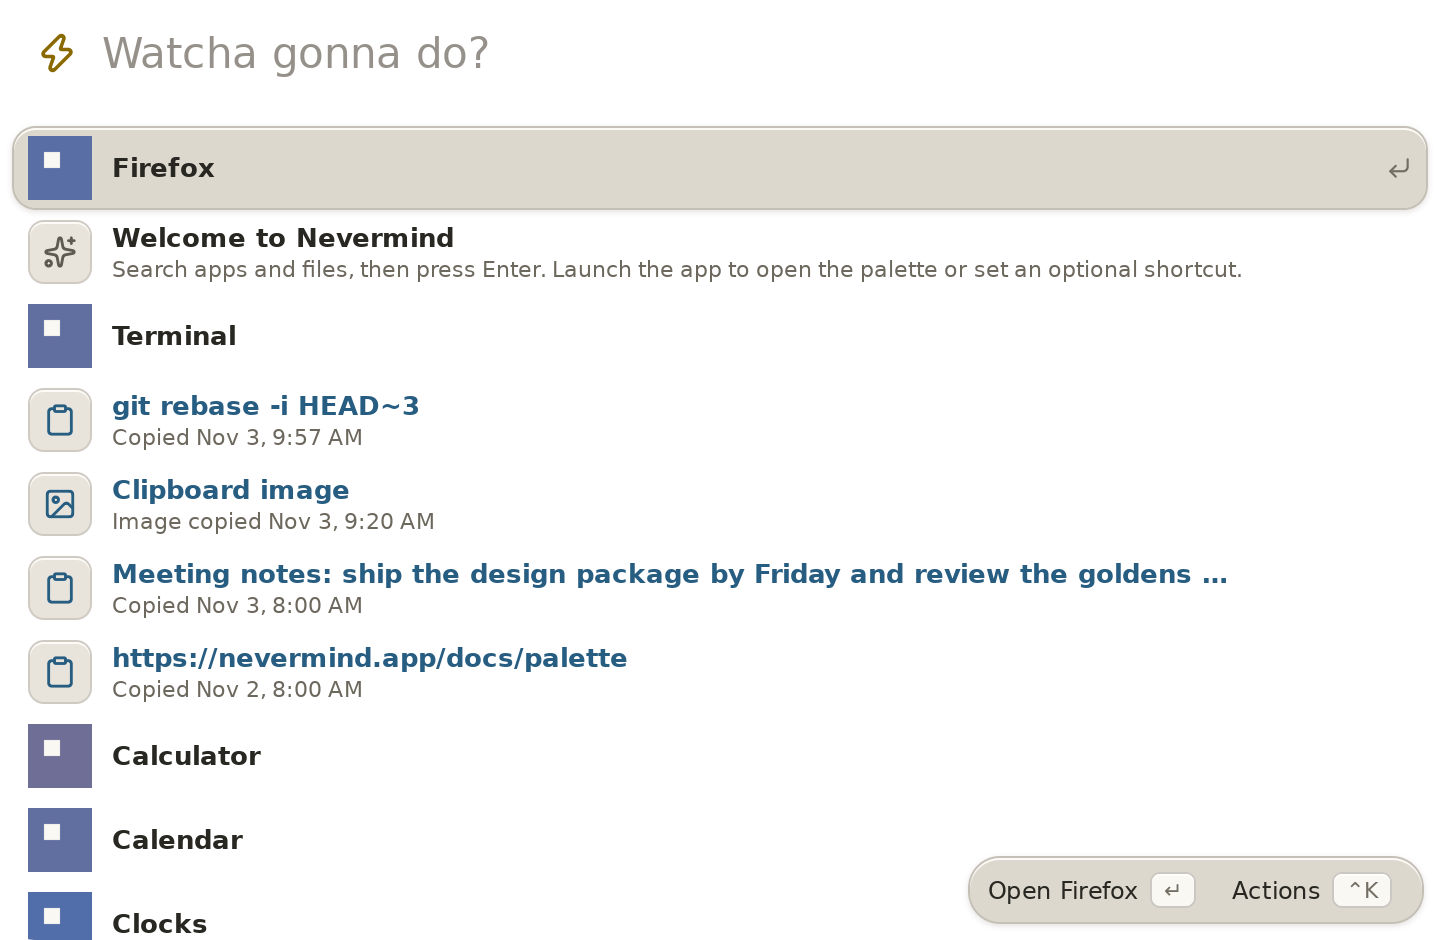 Watcha gonna do?
Firefox
Welcome to Nevermind
Search apps and files, then press Enter. Launch the app to open the palette or set an optional shortcut.
Terminal
git rebase -i HEAD~3
Copied Nov 3, 9:57 AM
Clipboard image
Image copied Nov 3, 9:20 AM
Meeting notes: ship the design package by Friday and review the goldens …
Copied Nov 3, 8:00 AM
https://nevermind.app/docs/palette
Copied Nov 2, 8:00 AM
Calculator
Calendar
Open Firefox ↵ Actions ⌃K
Clocks